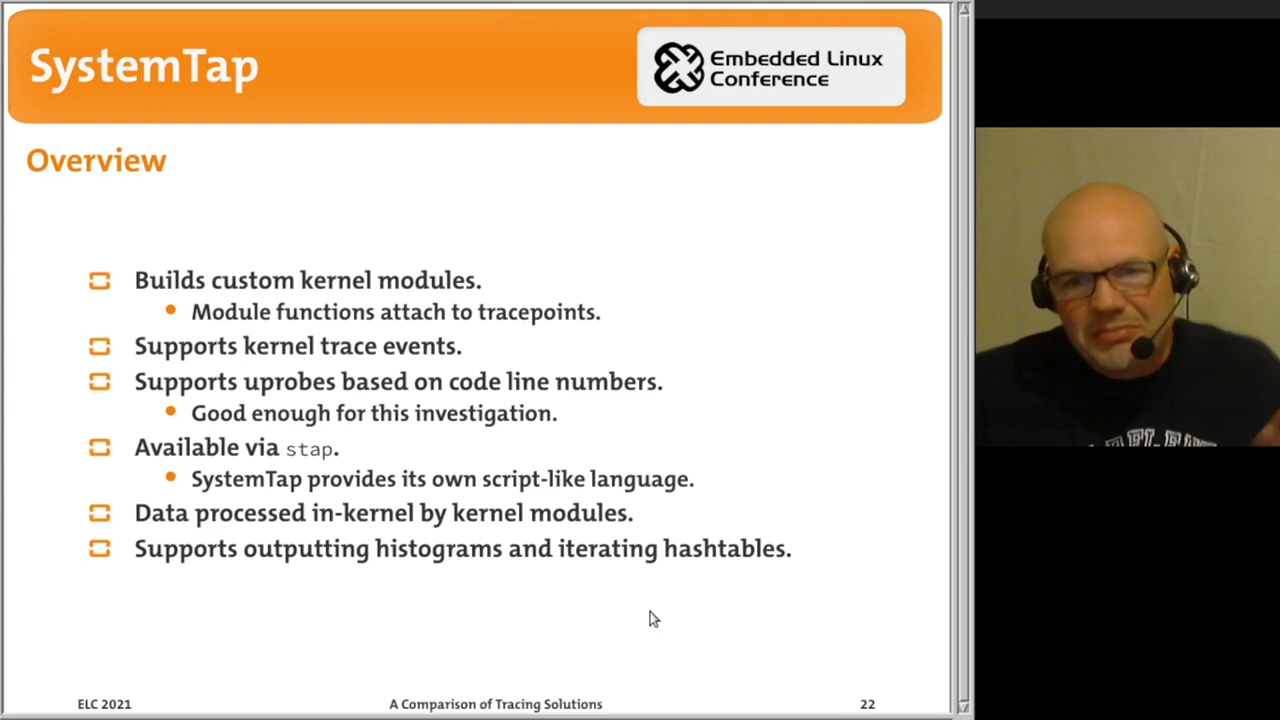 SystemTap
Embedded Linux
Conference
Overview
Builds custom kernel modules.
Module functions attach to tracepoints.
Supports kernel trace events.
Supports uprobes based on code line numbers.
Good enough for this investigation.
Available via stap.
SystemTap provides its own script-like language.
Data processed in-kernel by kernel modules.
Supports outputting histograms and iterating hashtables.
ELC 2021
A Comparison of Tracing Solutions
22